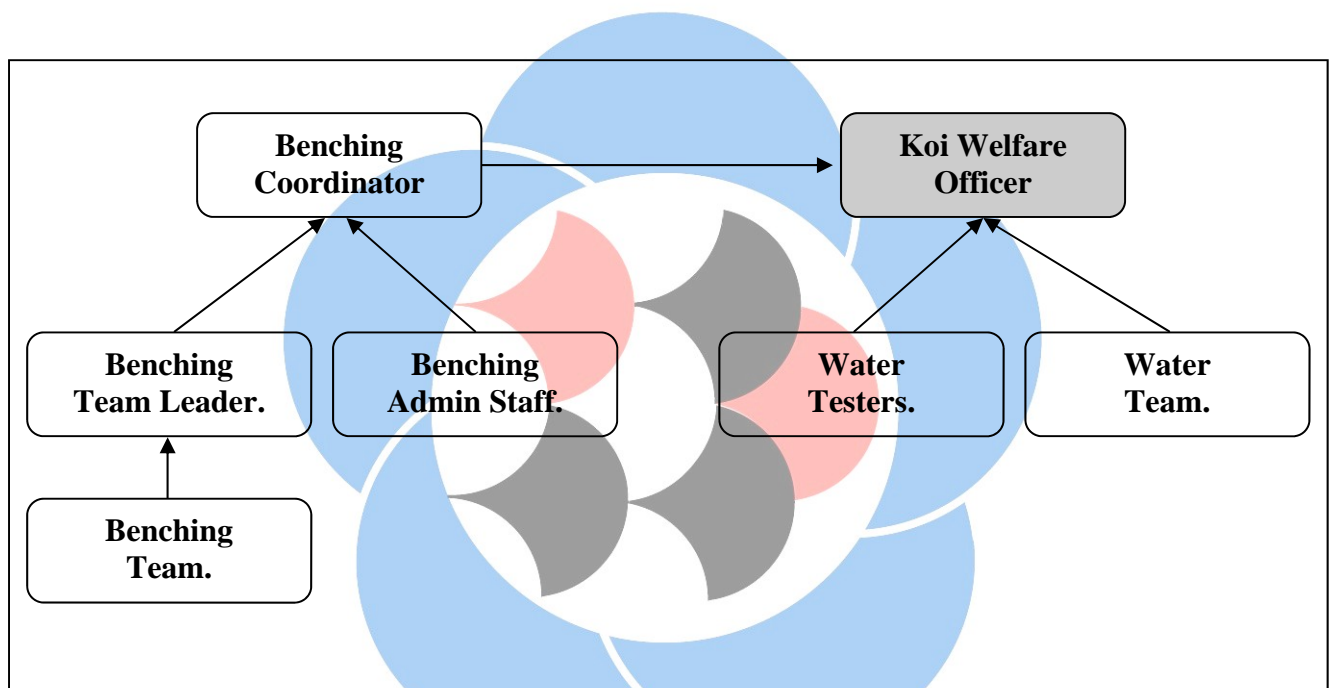 Benching
Coordinator
Koi Welfare
Officer
Benching
Team Leader.
Benching
Admin Staff.
Water
Testers.
Water
Team.
Benching
Team.